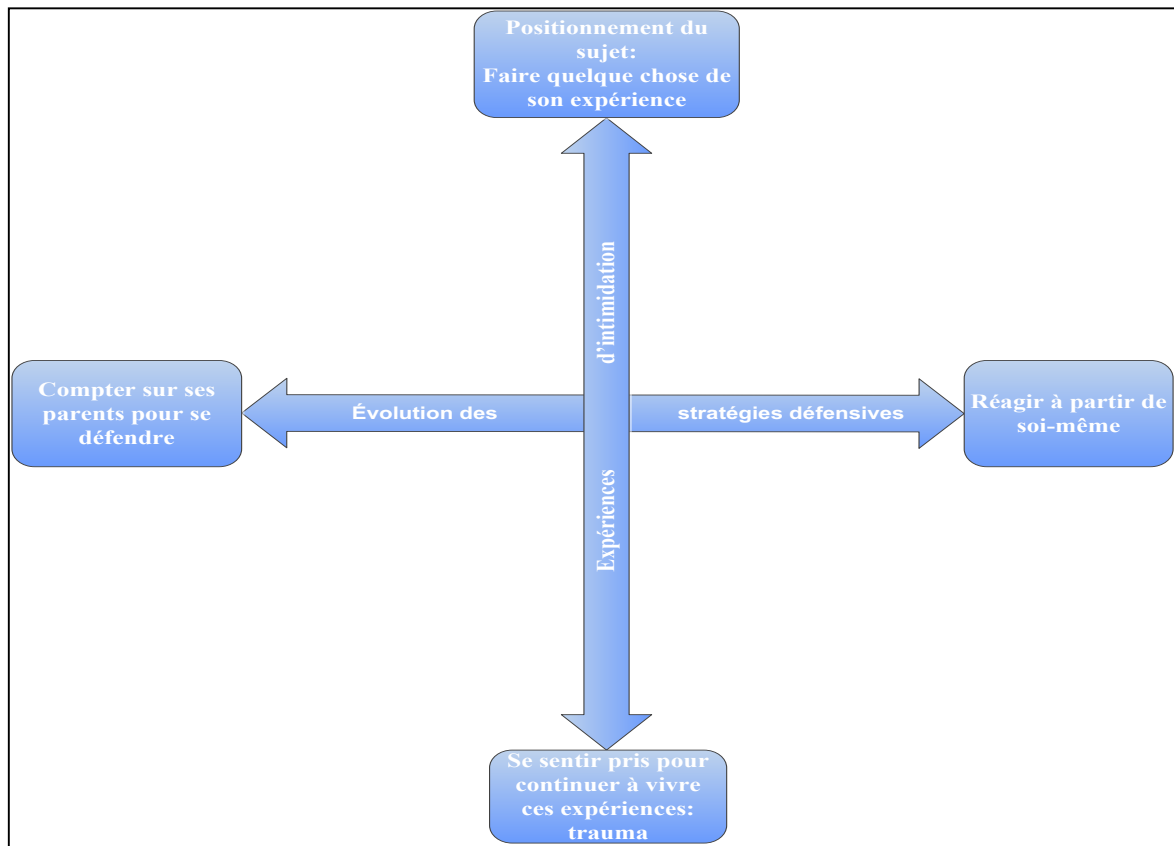 Positionnement du
sujet:
Faire quelque chose de
son expérience
d'intimidation
Compter sur ses
parents pour se
défendre
Évolution des
stratégies défensives
Réagir à partir de
soi-même
Expériences
Se sentir pris pour
continuer à vivre
ces expériences:
trauma